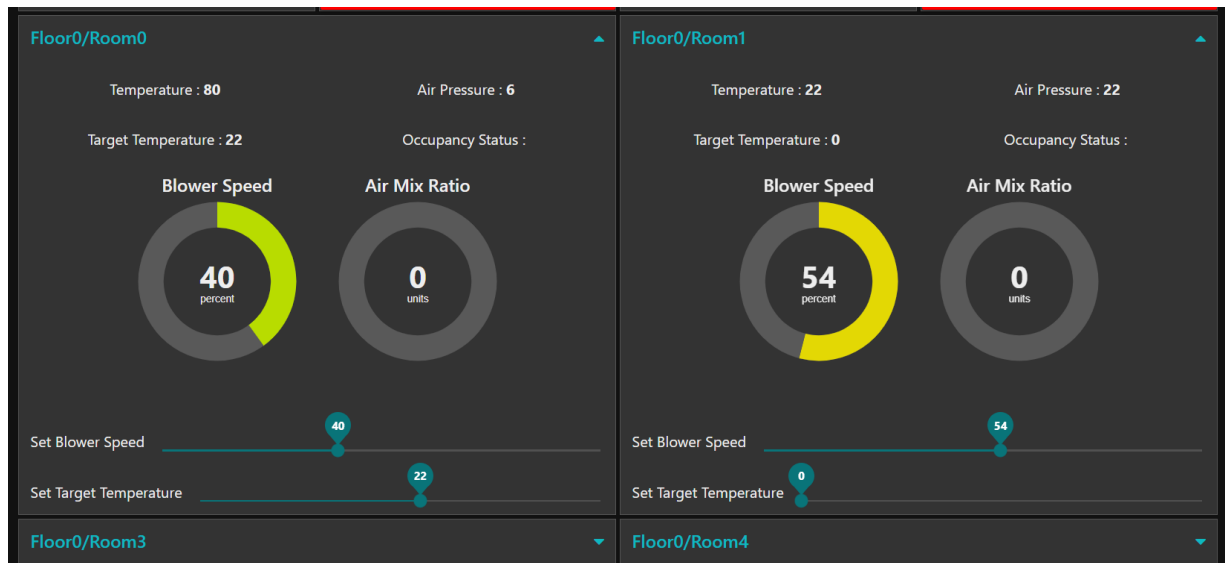 Floor0/Room0
Temperature : 80
Air Pressure : 6
Target Temperature : 22
Occupancy Status :
Blower Speed
Air Mix Ratio
40
percent
0
units
Set Blower Speed
40
Set Target Temperature
22
Floor0/Room1
Temperature : 22
Air Pressure : 22
Target Temperature : 0
Occupancy Status :
Blower Speed
Air Mix Ratio
54
percent
0
units
Set Blower Speed
54
Set Target Temperature
0
Floor0/Room3
Floor0/Room4